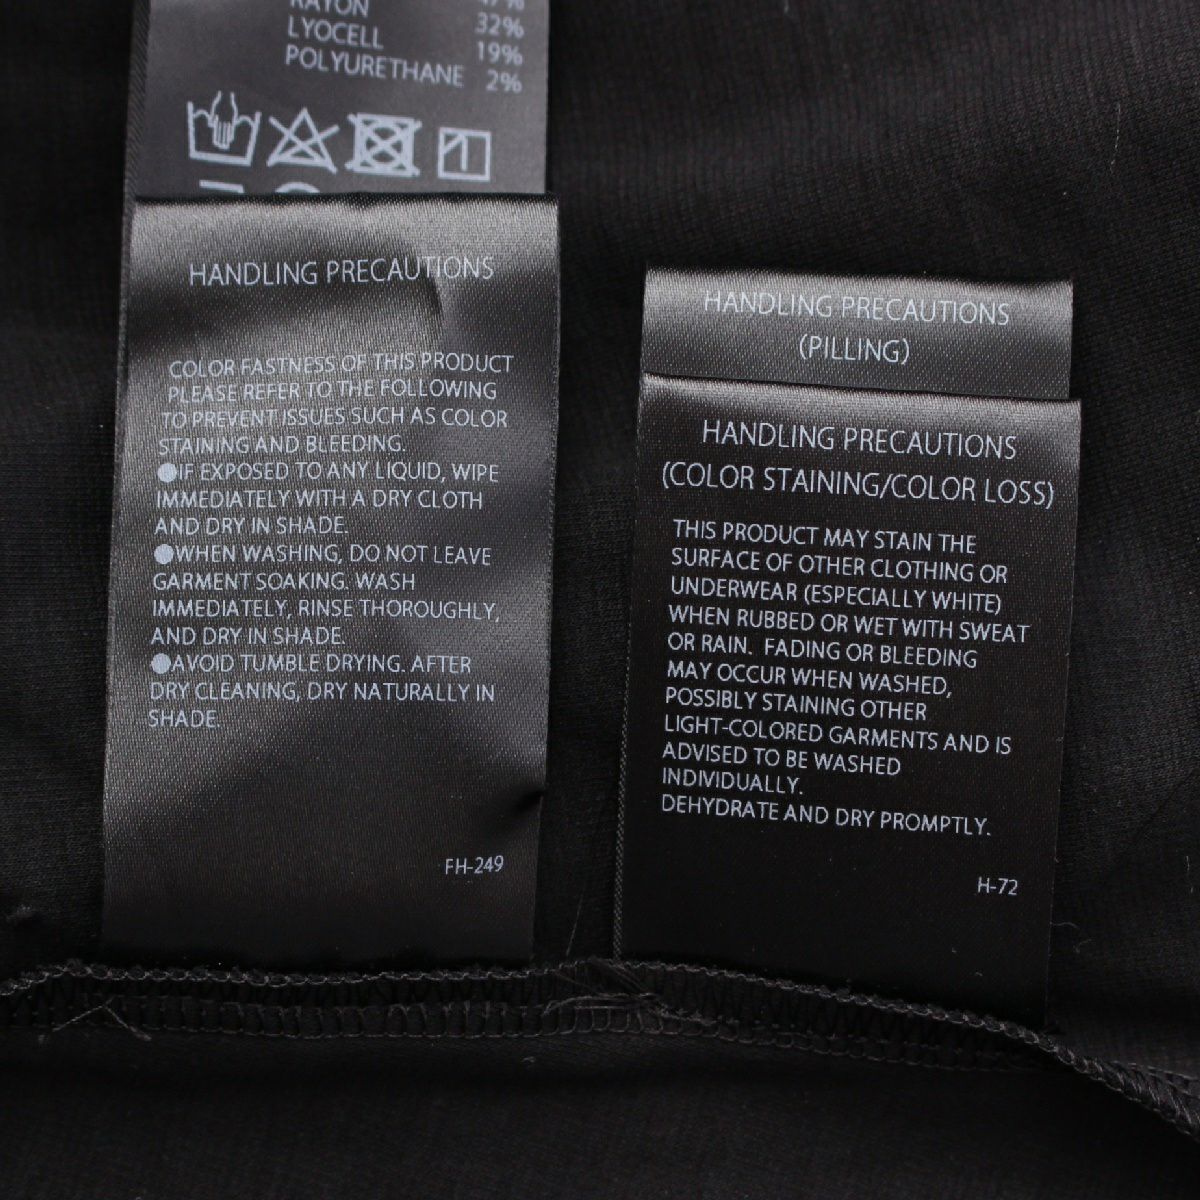 RAYON 47%
LYOCELL 32%
POLYURETHANE 19%
2%
HANDLING PRECAUTIONS
COLOR FASTNESS OF THIS PRODUCT
PLEASE REFER TO THE FOLLOWING
TO PREVENT ISSUES SUCH AS COLOR
STAINING AND BLEEDING.
●IF EXPOSED TO ANY LIQUID, WIPE
IMMEDIATELY WITH A DRY CLOTH
AND DRY IN SHADE.
●WHEN WASHING, DO NOT LEAVE
GARMENT SOAKING. WASH
IMMEDIATELY, RINSE THOROUGHLY,
AND DRY IN SHADE.
●AVOID TUMBLE DRYING. AFTER
DRY CLEANING, DRY NATURALLY IN
SHADE.
FH-249
HANDLING PRECAUTIONS
(PILLING)
HANDLING PRECAUTIONS
(COLOR STAINING/COLOR LOSS)
THIS PRODUCT MAY STAIN THE
SURFACE OF OTHER CLOTHING OR
UNDERWEAR (ESPECIALLY WHITE)
WHEN RUBBED OR WET WITH SWEAT
OR RAIN. FADING OR BLEEDING
MAY OCCUR WHEN WASHED,
POSSIBLY STAINING OTHER
LIGHT-COLORED GARMENTS AND IS
ADVISED TO BE WASHED
INDIVIDUALLY.
DEHYDRATE AND DRY PROMPTLY.
H-72